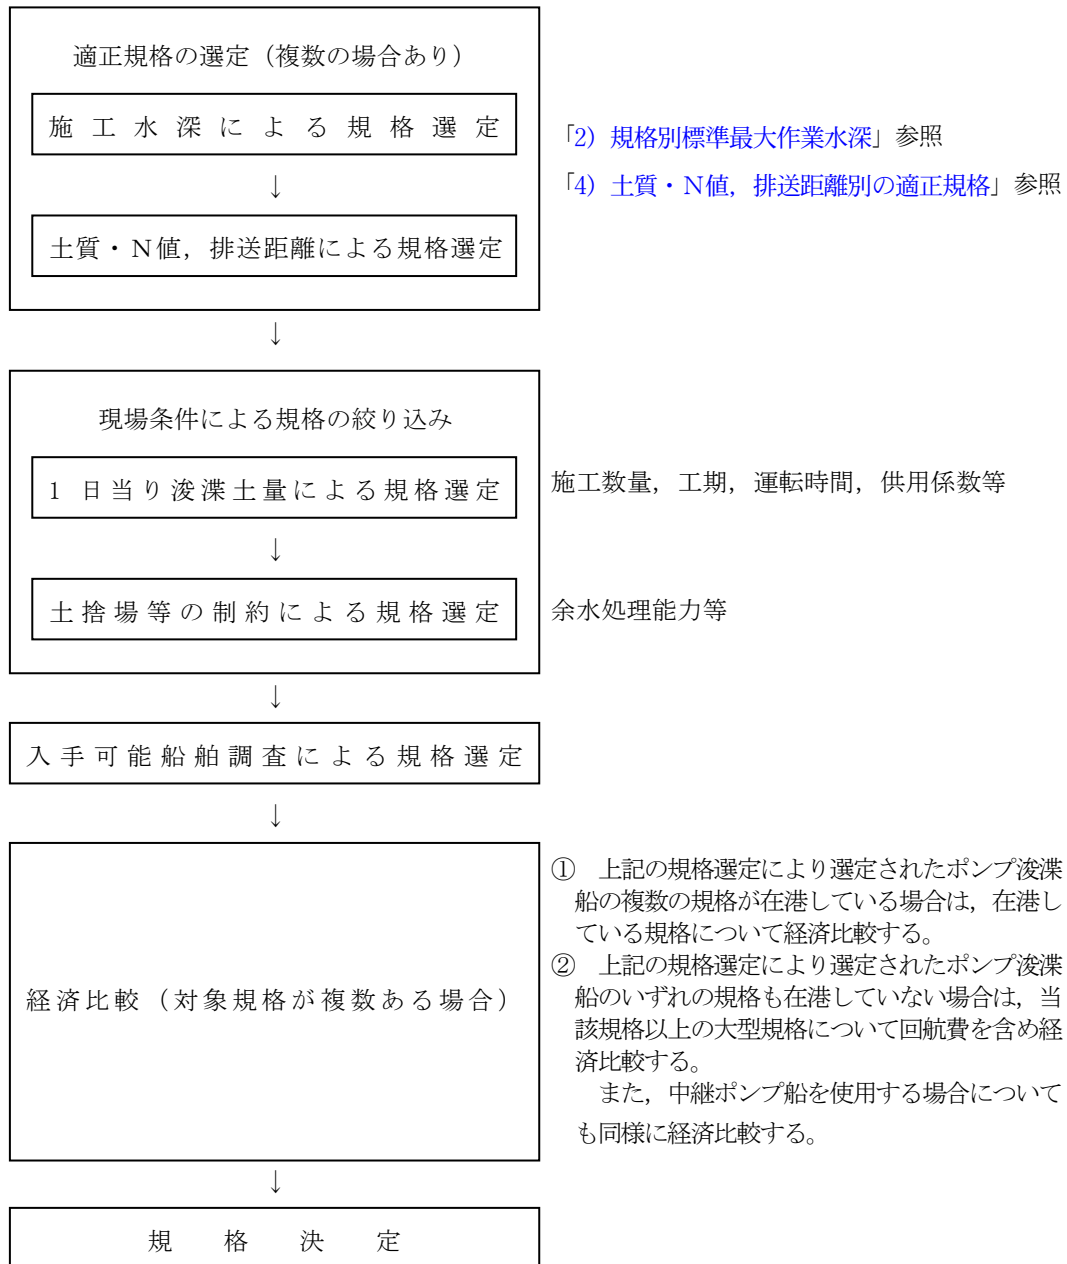 適正規格の選定（複数の場合あり）
施工水深による規格選定
「2）規格別標準最大作業水深」参照
↓
「4）土質・Ｎ値，排送距離別の適正規格」参照
土質・Ｎ値，排送距離による規格選定
↓
現場条件による規格の絞り込み
1 日当り浚渫土量による規格選定
施工数量，工期，運転時間，供用係数等
↓
土捨場等の制約による規格選定
余水処理能力等
↓
入手可能船舶調査による規格選定
↓
経済比較（対象規格が複数ある場合）
①　上記の規格選定により選定されたポンプ浚渫
船の複数の規格が在港している場合は，在港し
ている規格について経済比較する。
②　上記の規格選定により選定されたポンプ浚渫
船のいずれの規格も在港していない場合は，当
該規格以上の大型規格について回航費を含め経
済比較する。
また，中継ポンプ船を使用する場合について
も同様に経済比較する。
↓
規　格　決　定